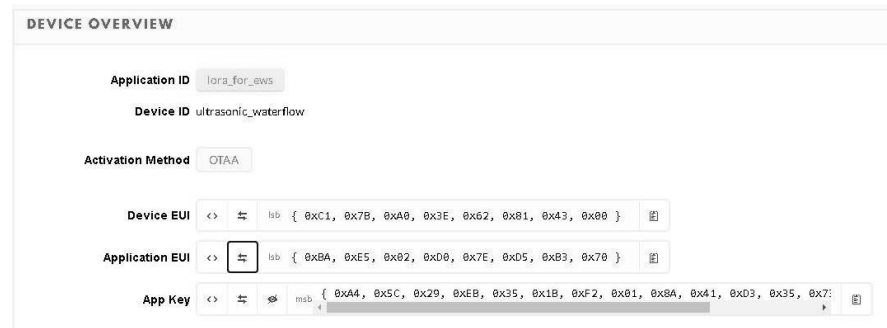 DEVICE OVERVIEW
Application ID lora_for_ews
Device ID ultrasonic_waterflow
Activation Method OTAA
Device EUI <> lsb { 0xC1, 0x7B, 0xA0, 0x3E, 0x62, 0x81, 0x43, 0x00 }
Application EUI <> lsb { 0xBA, 0xE5, 0x02, 0xD0, 0x7E, 0xD5, 0xB3, 0x70 }
App Key <> msb { 0xA4, 0x5C, 0x29, 0xEB, 0x35, 0x1B, 0xF2, 0x01, 0x8A, 0x41, 0xD3, 0x35,